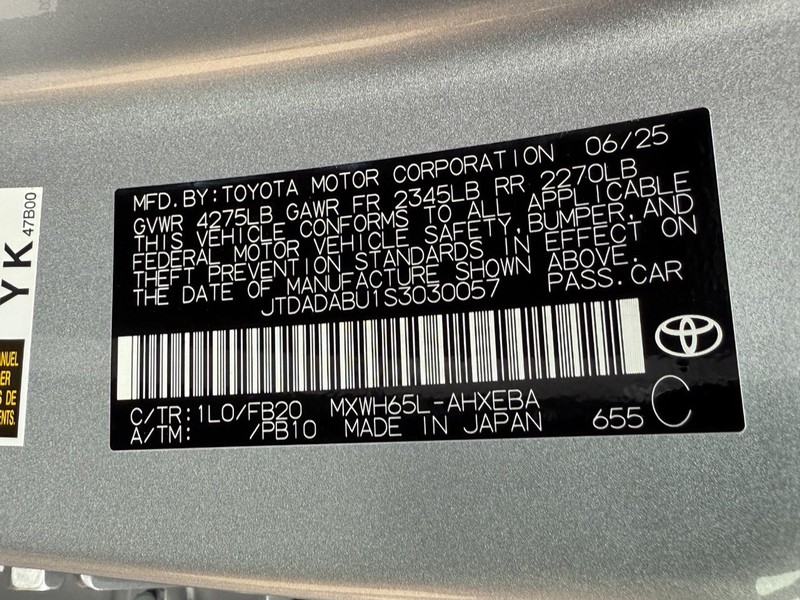 MFD.BY:TOYOTA MOTOR CORPORATION 06/25
GVWR 4275LB GAWR FR 2345LB RR 2270LB
THIS VEHICLE CONFORMS TO ALL APPLICABLE
FEDERAL MOTOR VEHICLE SAFETY,BUMPER,AND
THEFT PREVENTION STANDARDS IN EFFECT ON
THE DATE OF MANUFACTURE SHOWN ABOVE.
JTDADABU1S3030057 PASS.CAR
C/TR:1L0/FB20 MXWH65L-AHXEBA
A/TM: /PB10 MADE IN JAPAN 655 C
YK
47B00